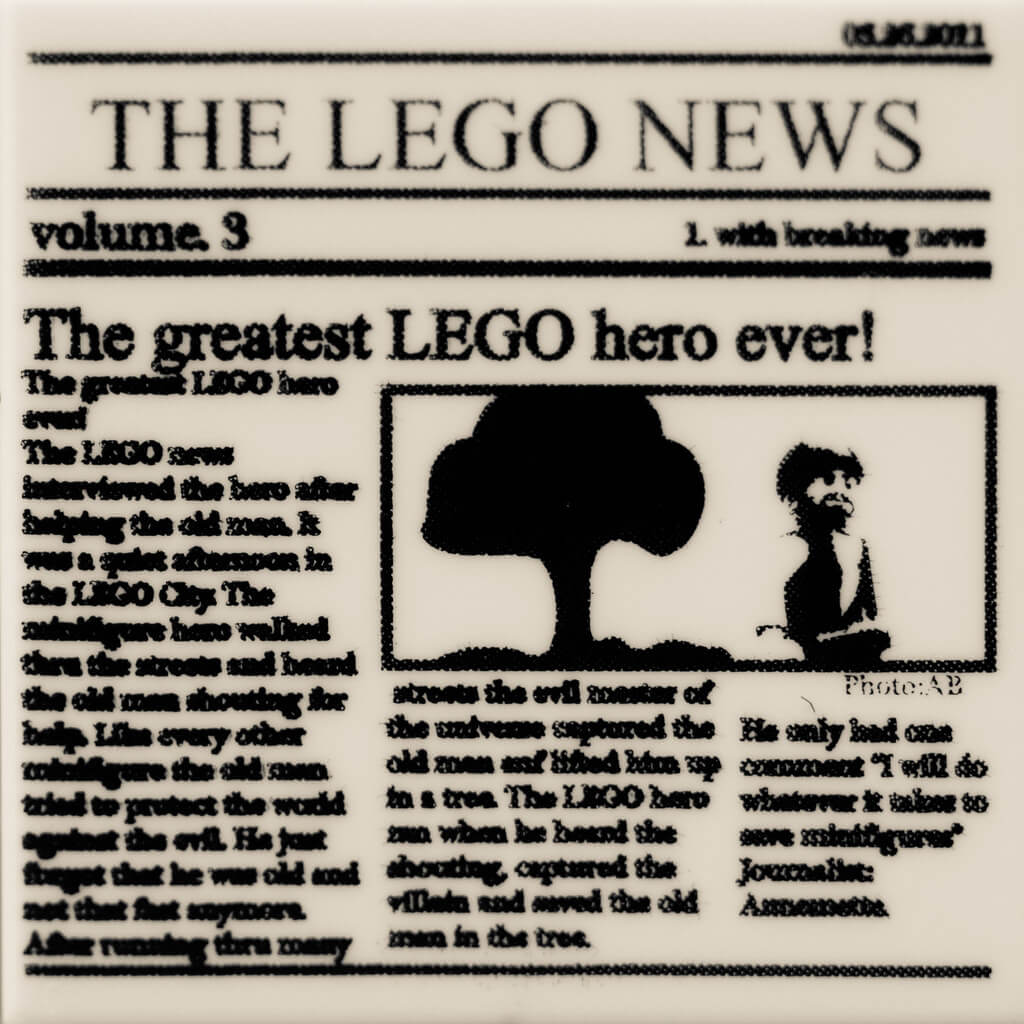 THE LEGO NEWS
volume. 3
1. with breaking news
The greatest LEGO hero ever!
The greatest LEGO hero
ever!
The LEGO news
interviewed the hero after
helping the old man. It
was a quiet afternoon in
the LEGO City. The
minifigure hero walked
thru the streets and heard
the old man shouting for
help. Like every other
minifigure the old man
tried to protect the world
against the evil. He just
forgot that he was old and
not that fast anymore.
After running thru many
Photo:AB
streets the evil master of
the universe captured the
old man and lifted him up
in a tree. The LEGO hero
ran when he heard the
shouting, captured the
villain and saved the old
man in the tree.
He only had one
comment "I will do
whatever it takes to
save minifigures"
Journalist:
Annemette.